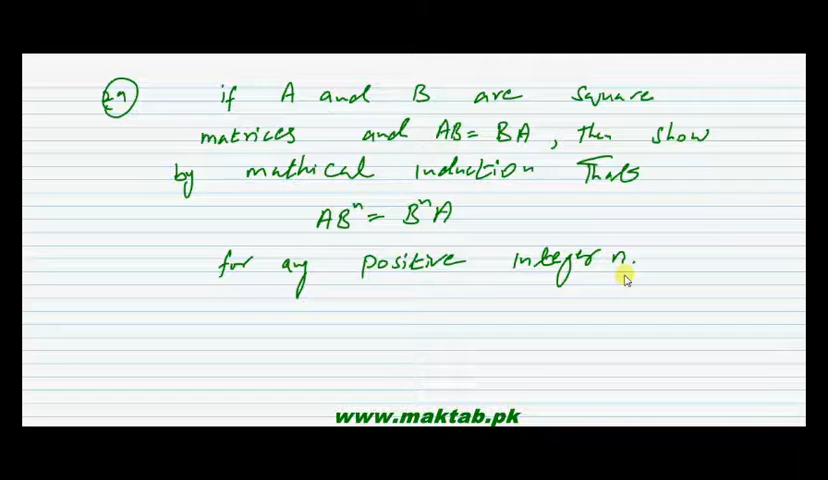 29 if A and B are square
matrices and AB = BA, then show
by mathical induction that
ABⁿ = BⁿA
for any positive integer n.
www.maktab.pk